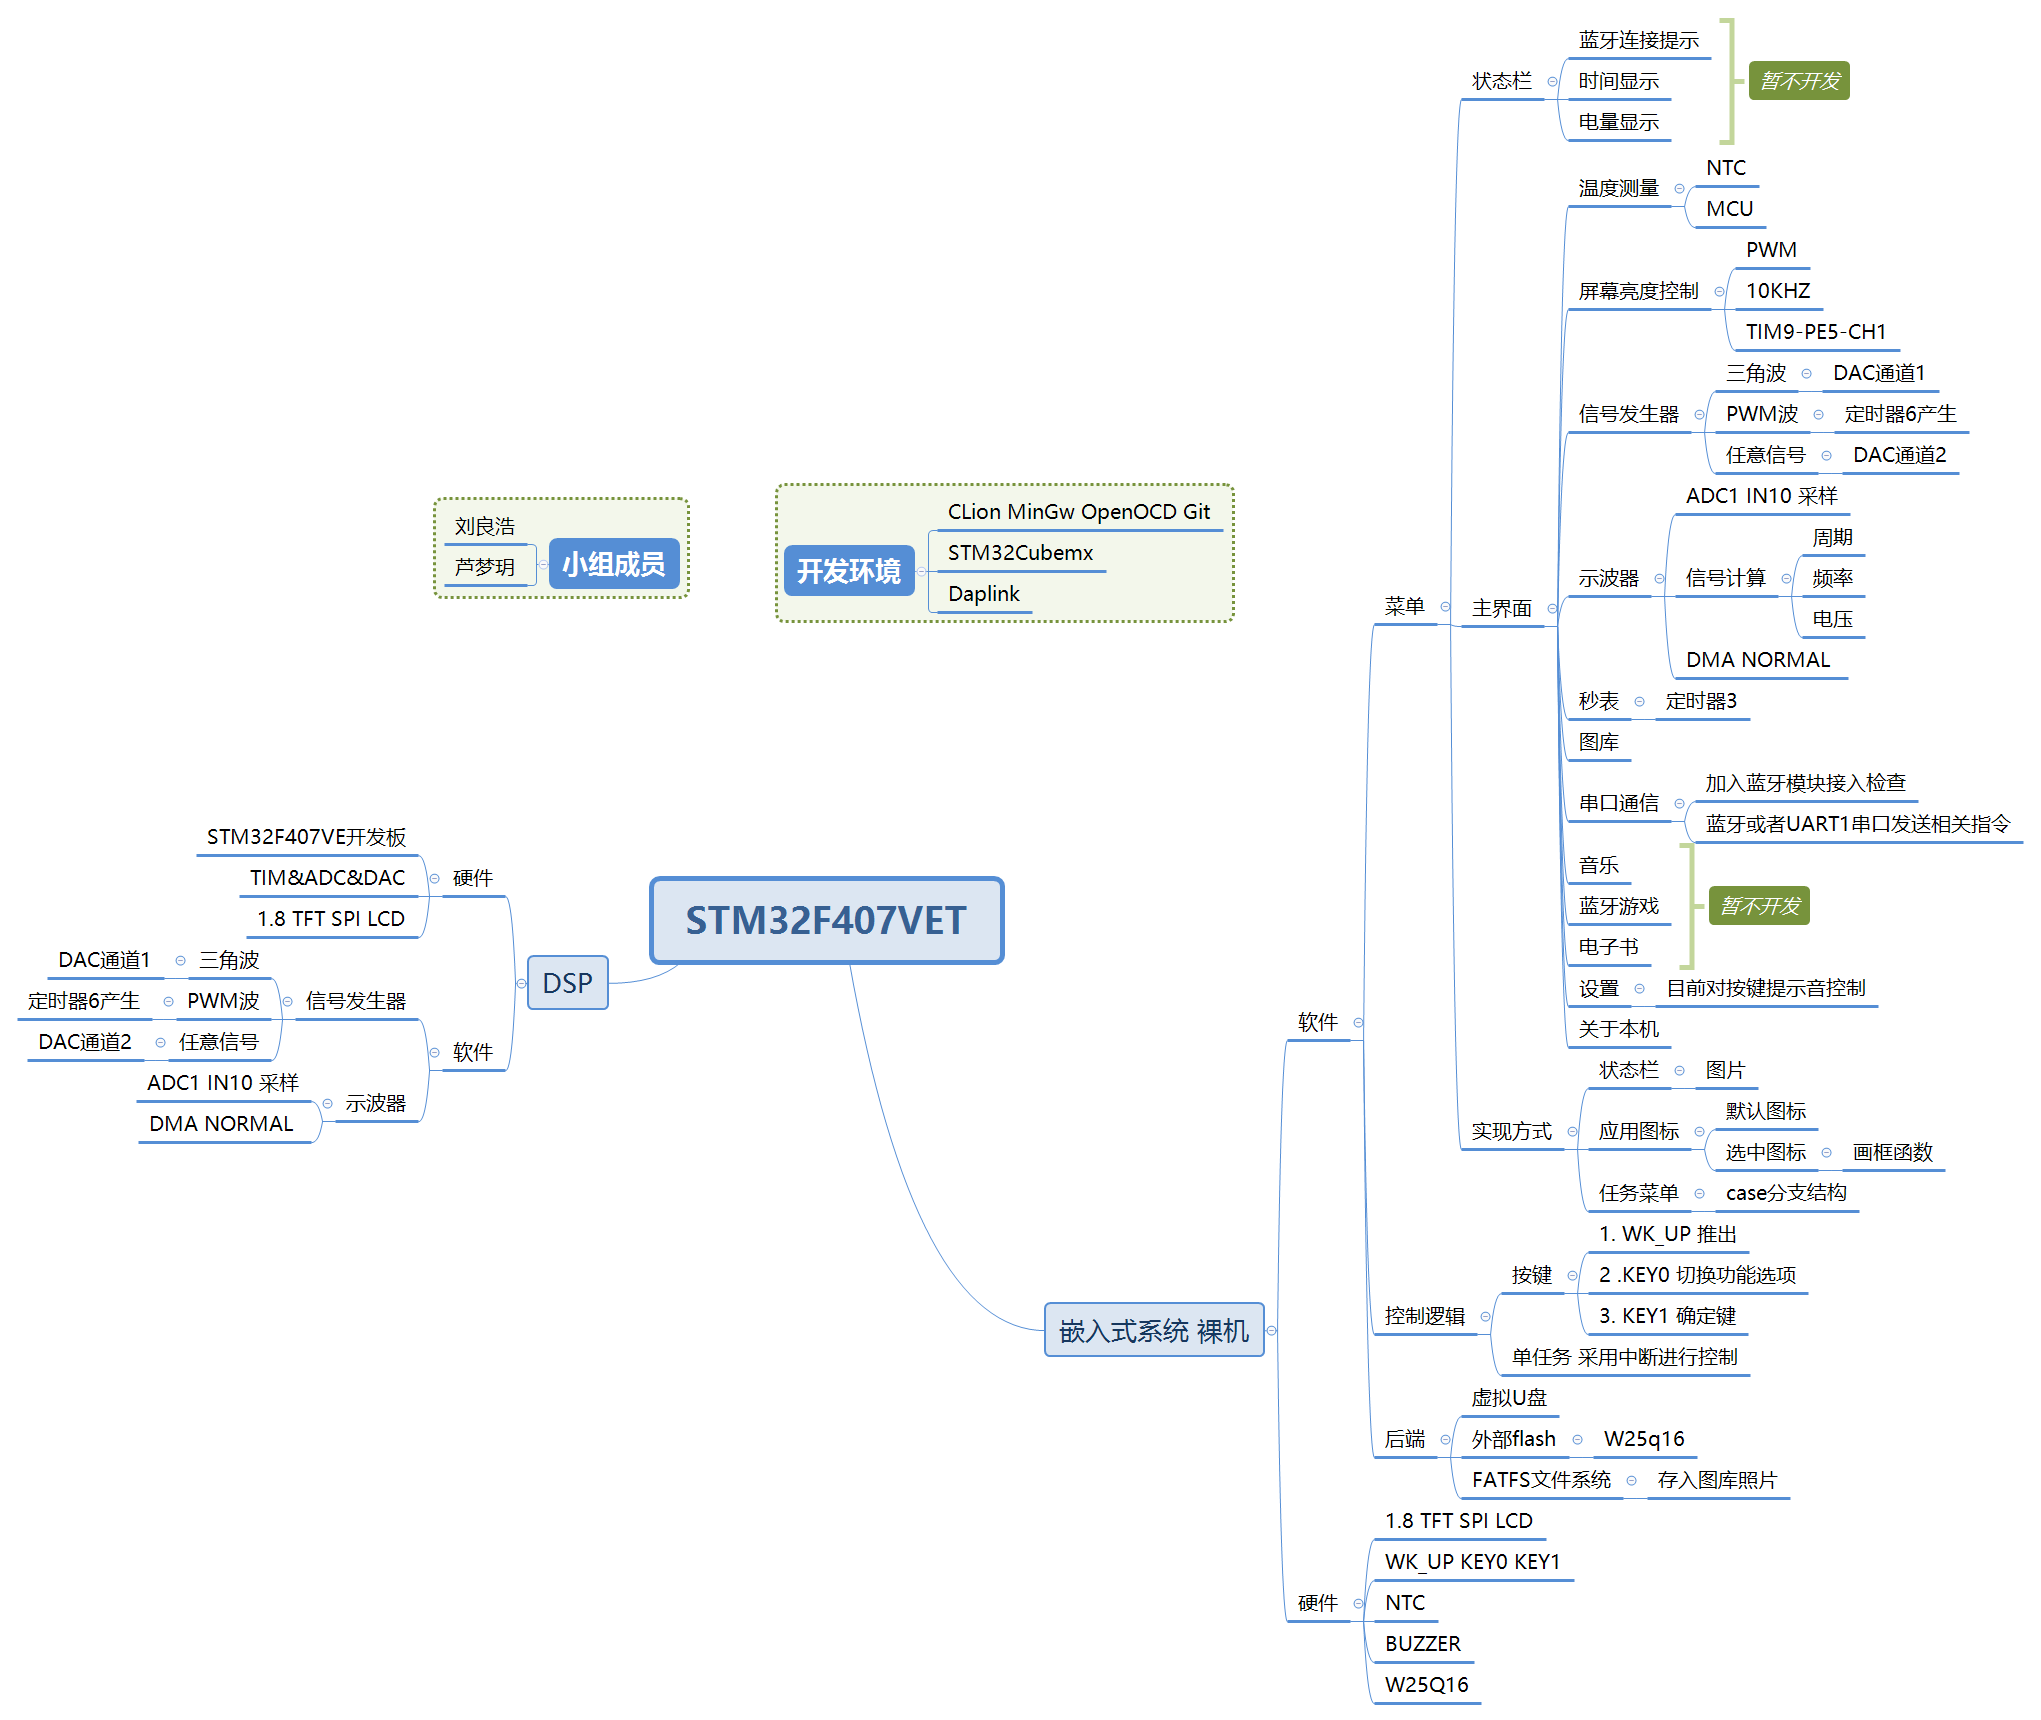 STM32F407VET
小组成员
刘良浩
芦梦玥
开发环境
CLion MinGw OpenOCD Git
STM32Cubemx
Daplink
DSP
硬件
STM32F407VE开发板
TIM&ADC&DAC
1.8 TFT SPI LCD
软件
信号发生器
三角波
DAC通道1
PWM波
定时器6产生
任意信号
DAC通道2
示波器
ADC1 IN10 采样
DMA NORMAL
嵌入式系统 裸机
软件
菜单
状态栏
蓝牙连接提示
时间显示
电量显示
暂不开发
主界面
温度测量
NTC
MCU
屏幕亮度控制
PWM
10KHZ
TIM9-PE5-CH1
信号发生器
三角波
DAC通道1
PWM波
定时器6产生
任意信号
DAC通道2
示波器
ADC1 IN10 采样
信号计算
周期
频率
电压
DMA NORMAL
秒表
定时器3
图库
串口通信
加入蓝牙模块接入检查
蓝牙或者UART1串口发送相关指令
音乐
蓝牙游戏
电子书
暂不开发
设置
目前对按键提示音控制
关于本机
实现方式
状态栏
图片
应用图标
默认图标
选中图标
画框函数
任务菜单
case分支结构
控制逻辑
按键
1. WK_UP 推出
2 .KEY0 切换功能选项
3. KEY1 确定键
单任务 采用中断进行控制
后端
虚拟U盘
外部flash
W25q16
FATFS文件系统
存入图库照片
硬件
1.8 TFT SPI LCD
WK_UP KEY0 KEY1
NTC
BUZZER
W25Q16